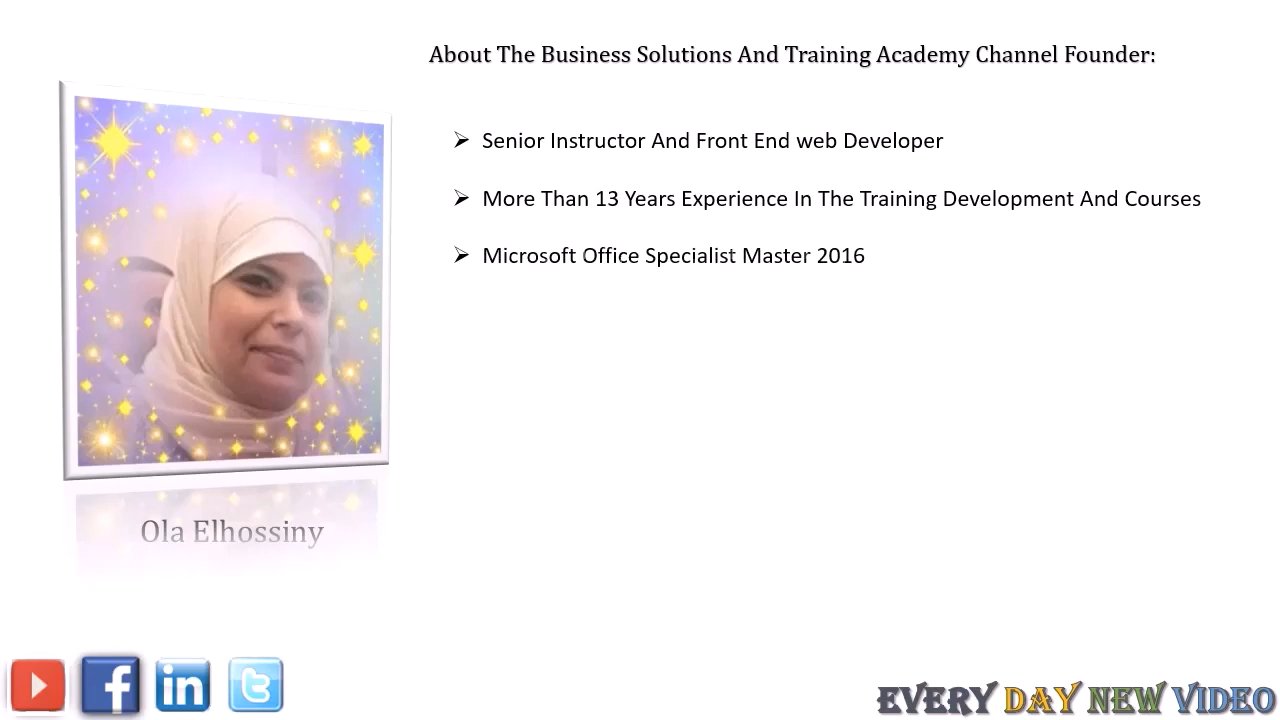 About The Business Solutions And Training Academy Channel Founder:
Senior Instructor And Front End web Developer
More Than 13 Years Experience In The Training Development And Courses
Microsoft Office Specialist Master 2016
Ola Elhossiny
EVERY DAY NEW VIDEO